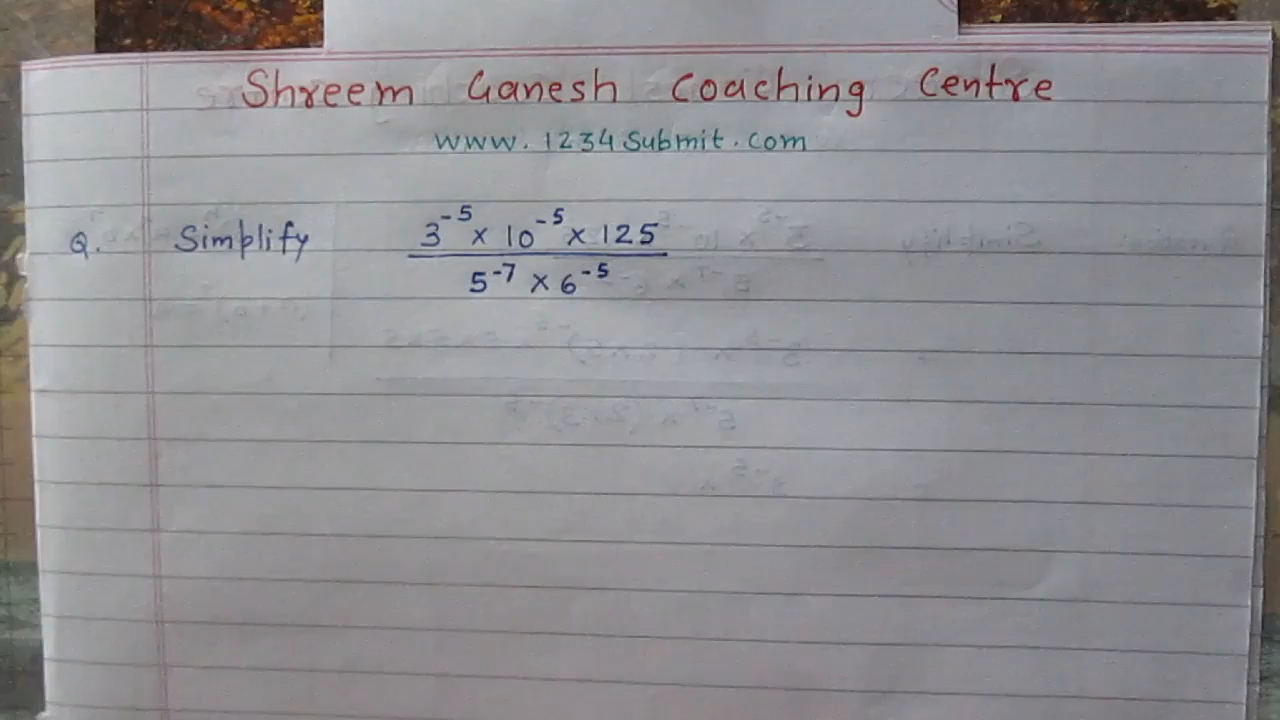 Shreem Ganesh Coaching Centre
www.1234Submit.com
Q. Simplify 3^-5 × 10^-5 × 125
5^-7 × 6^-5